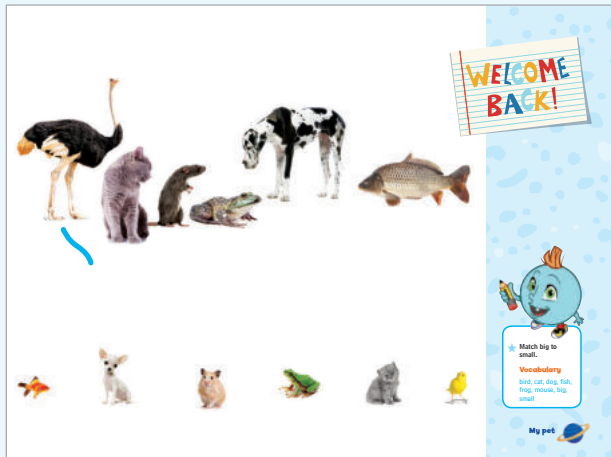 WELCOME
BACK!
Match big to
small.
Vocabulary
bird, cat, dog, fish,
frog, mouse, big,
small
My pet